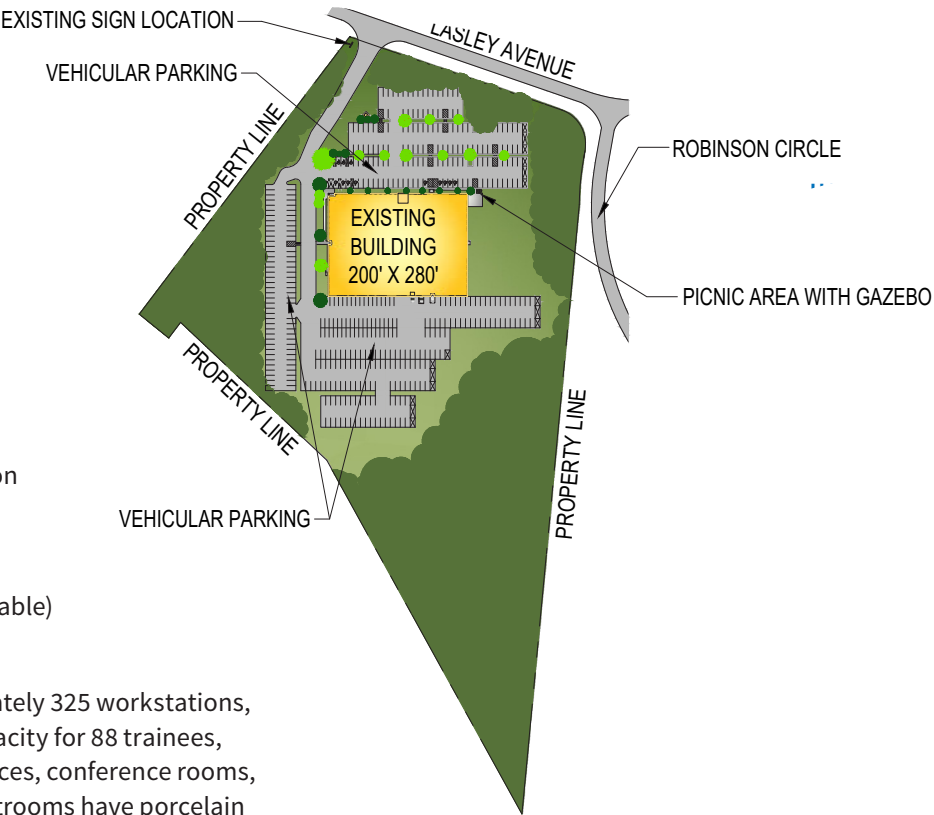 EXISTING SIGN LOCATION
LASLEY AVENUE
VEHICULAR PARKING
PROPERTY LINE
ROBINSON CIRCLE
EXISTING
BUILDING
200' X 280'
PICNIC AREA WITH GAZEBO
PROPERTY LINE
PROPERTY LINE
on
VEHICULAR PARKING
able)
ately 325 workstations,
acity for 88 trainees,
ces, conference rooms,
trooms have porcelain